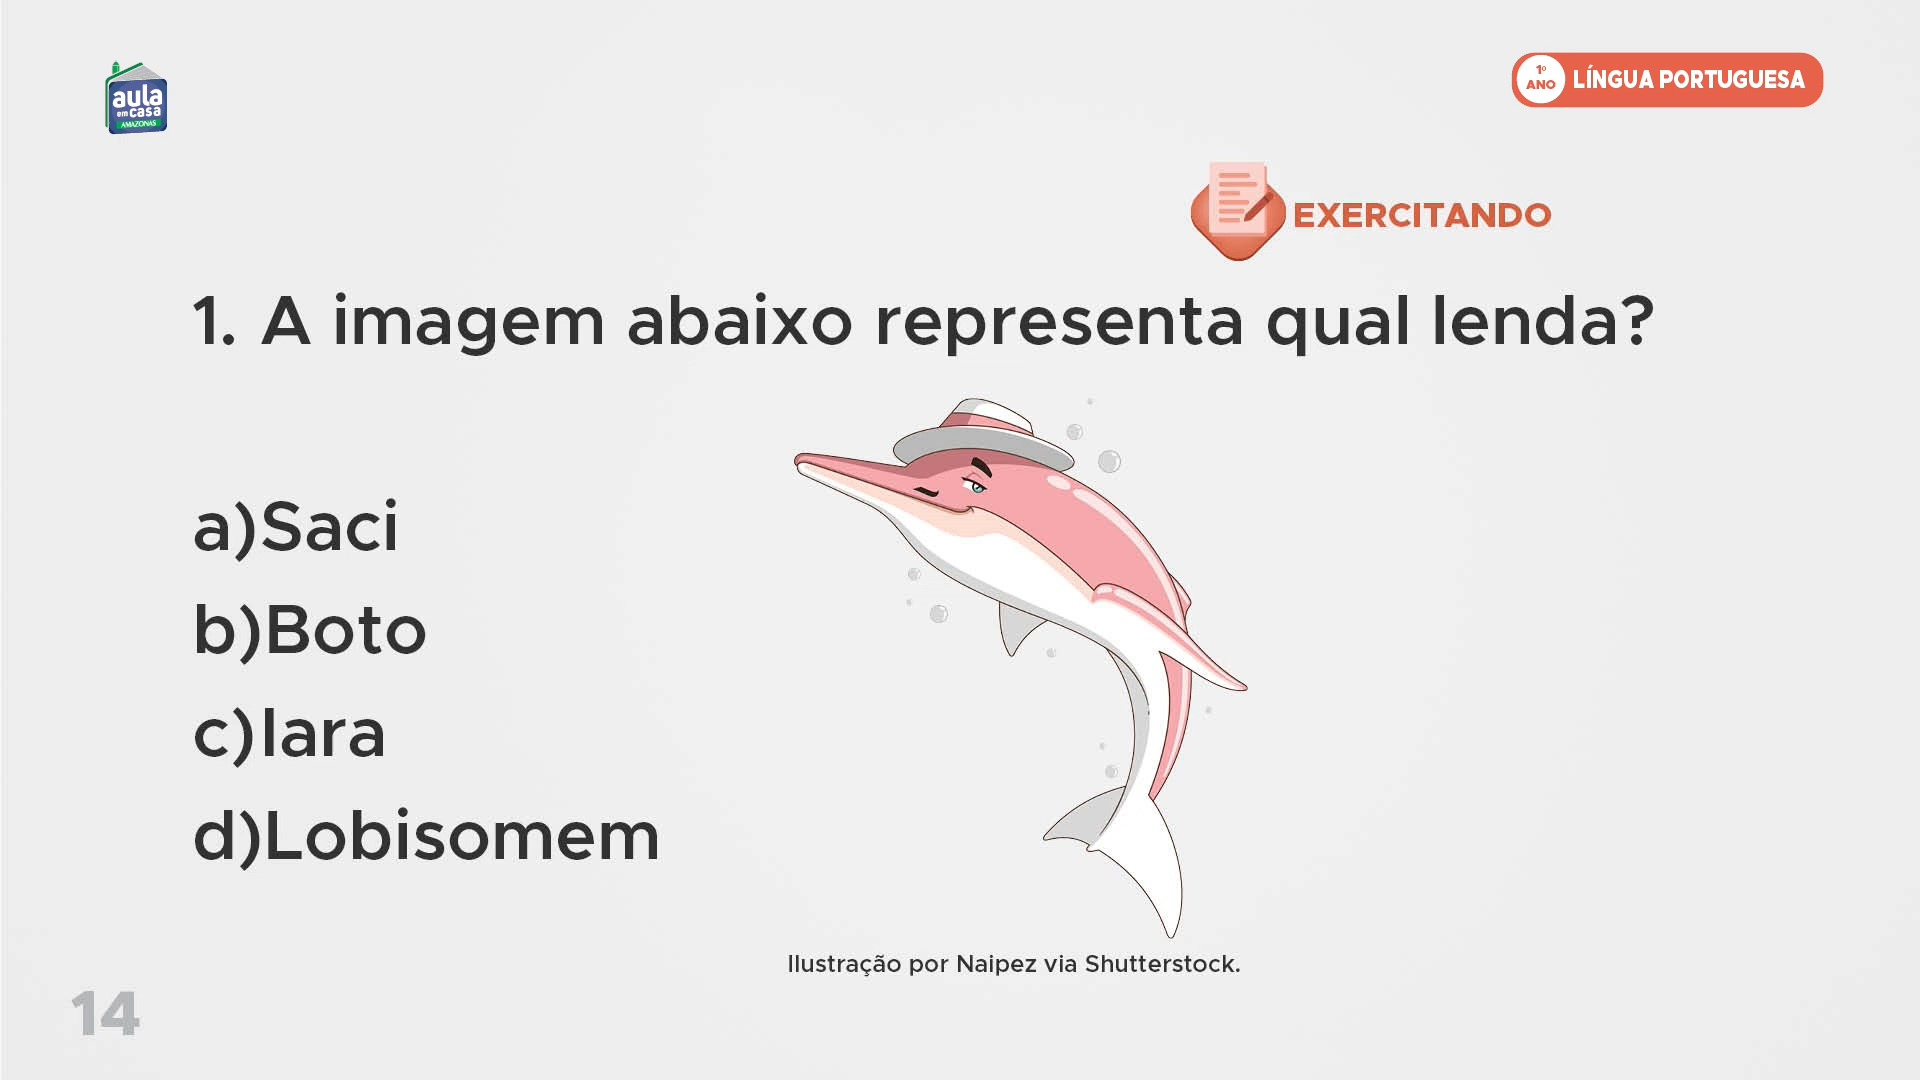 aula
em casa
AMAZONAS
1º
ANO
LÍNGUA PORTUGUESA
EXERCITANDO
1. A imagem abaixo representa qual lenda?
a)Saci
b)Boto
c)Iara
d)Lobisomem
Ilustração por Naipez via Shutterstock.
14